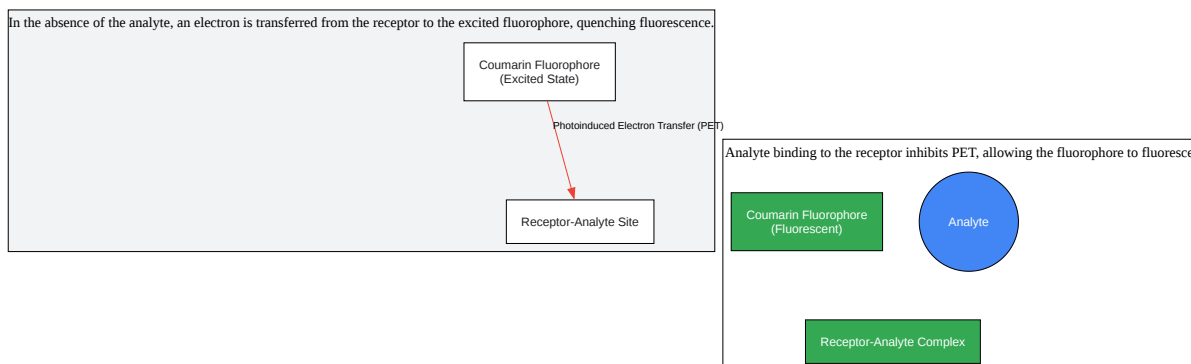 In the absence of the analyte, an electron is transferred from the receptor to the excited fluorophore, quenching fluorescence.
Coumarin Fluorophore
(Excited State)
Photoinduced Electron Transfer (PET)
Receptor-Analyte Site
Analyte binding to the receptor inhibits PET, allowing the fluorophore to fluoresce
Coumarin Fluorophore
(Fluorescent)
Analyte
Receptor-Analyte Complex